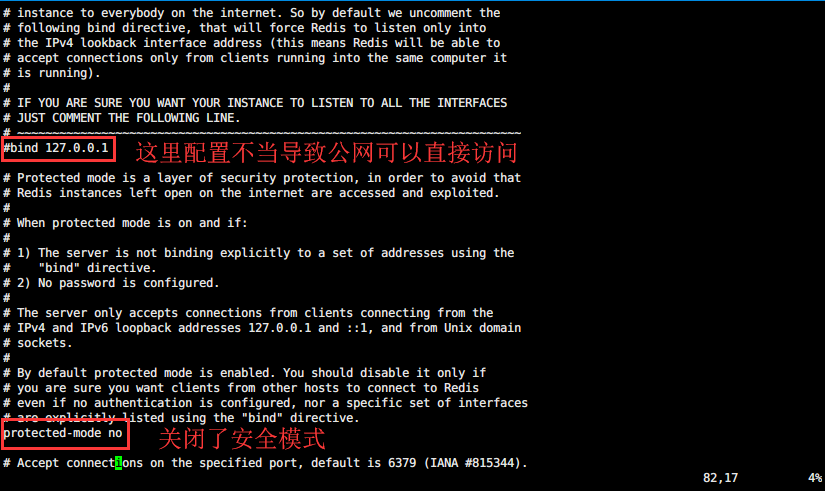 # instance to everybody on the internet. So by default we uncomment the
# following bind directive, that will force Redis to listen only into
# the IPv4 lookback interface address (this means Redis will be able to
# accept connections only from clients running into the same computer it
# is running).
#
# IF YOU ARE SURE YOU WANT YOUR INSTANCE TO LISTEN TO ALL THE INTERFACES
# JUST COMMENT THE FOLLOWING LINE.
# ~~~~~~~~~~~~~~~~~~~~~~~~~~~~~~~~~~~~~~~~~~~~~~~~~~~~~~~~~~~~~~~~~~~~~~~~
#bind 127.0.0.1 这里配置不当导致公网可以直接访问
# Protected mode is a layer of security protection, in order to avoid that
# Redis instances left open on the internet are accessed and exploited.
#
# When protected mode is on and if:
#
# 1) The server is not binding explicitly to a set of addresses using the
#    "bind" directive.
# 2) No password is configured.
#
# The server only accepts connections from clients connecting from the
# IPv4 and IPv6 loopback addresses 127.0.0.1 and ::1, and from Unix domain
# sockets.
#
# By default protected mode is enabled. You should disable it only if
# you are sure you want clients from other hosts to connect to Redis
# even if no authentication is configured, nor a specific set of interfaces
# are explicitly listed using the "bind" directive.
protected-mode no 关闭了安全模式
# Accept connections on the specified port, default is 6379 (IANA #815344).
82,17 4%